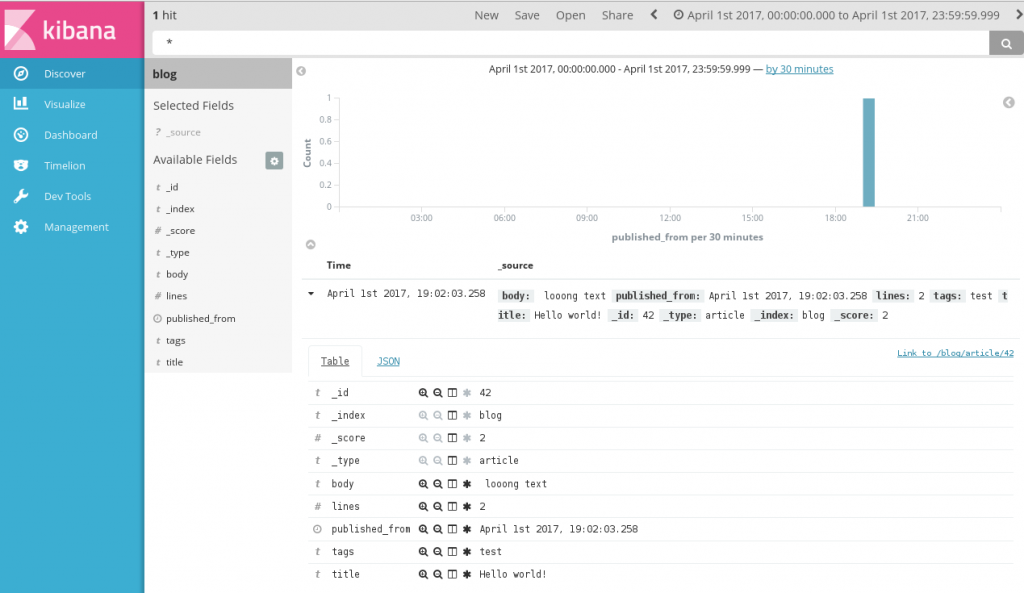 1 hit New Save Open Share April 1st 2017, 00:00:00.000 to April 1st 2017, 23:59:59.999
kibana
*
Discover
Visualize
Dashboard
Timelion
Dev Tools
Management
blog
Selected Fields
? _source
Available Fields
t _id
t _index
# _score
t _type
t body
# lines
published_from
t tags
t title
April 1st 2017, 00:00:00.000 - April 1st 2017, 23:59:59.999 — by 30 minutes
Count
1
0.8
0.6
0.4
0.2
0
03:00 06:00 09:00 12:00 15:00 18:00 21:00
published_from per 30 minutes
Time _source
April 1st 2017, 19:02:03.258 body: looong text published_from: April 1st 2017, 19:02:03.258 lines: 2 tags: test t
itle: Hello world! _id: 42 _type: article _index: blog _score: 2
Table JSON Link to /blog/article/42
t _id 42
t _index blog
# _score 2
t _type article
t body looong text
# lines 2
published_from April 1st 2017, 19:02:03.258
t tags test
t title Hello world!